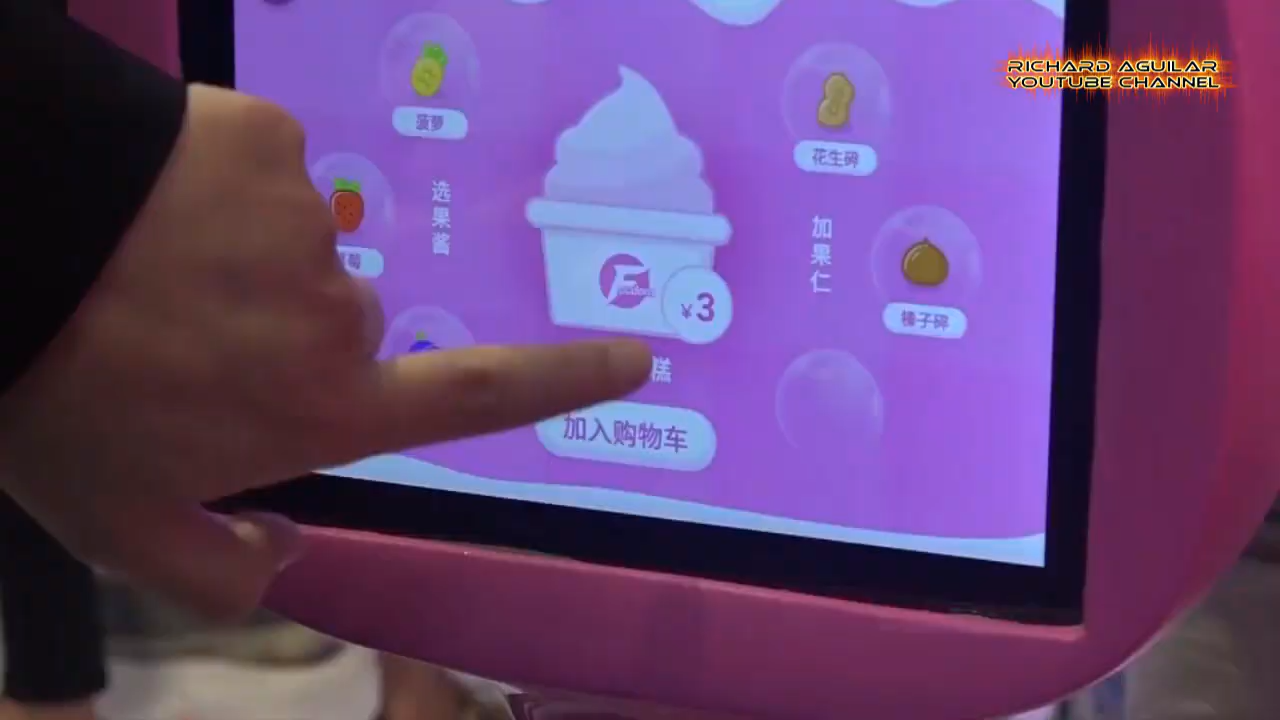 RICHARD AGUILAR
YOUTUBE CHANNEL
菠萝
花生碎
选果酱
加果仁
莓
¥3
榛子碎
糕
加入购物车